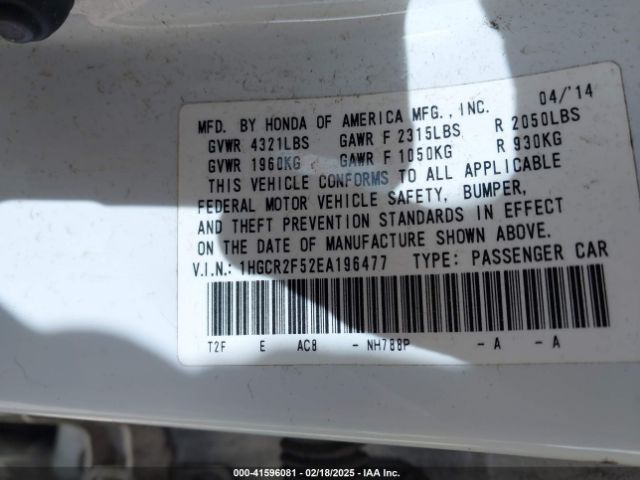 MFD. BY HONDA OF AMERICA MFG., INC. 04/'14
GVWR 4321LBS GAWR F 2315LBS R 2050LBS
GVWR 1960KG GAWR F 1050KG R 930KG
THIS VEHICLE CONFORMS TO ALL APPLICABLE
FEDERAL MOTOR VEHICLE SAFETY, BUMPER,
AND THEFT PREVENTION STANDARDS IN EFFECT
ON THE DATE OF MANUFACTURE SHOWN ABOVE.
V.I.N.: 1HGCR2F52EA196477 TYPE: PASSENGER CAR
T2F E AC8 - NH788P - A - A
000-41596081 - 02/18/2025 - IAA Inc.